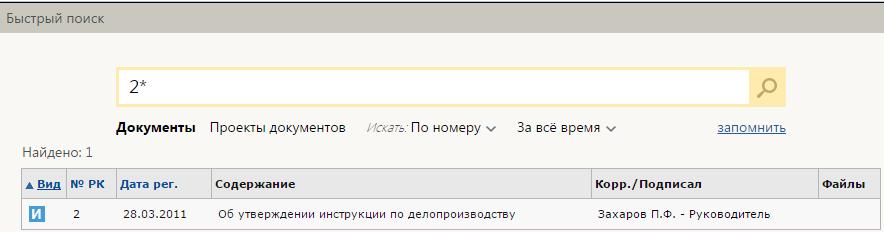 Быстрый поиск
2*
Документы Проекты документов Искать: По номеру За всё время запомнить
Найдено: 1
Вид № РК Дата рег. Содержание Корр./Подписал Файлы
И 2 28.03.2011 Об утверждении инструкции по делопроизводству Захаров П.Ф. - Руководитель